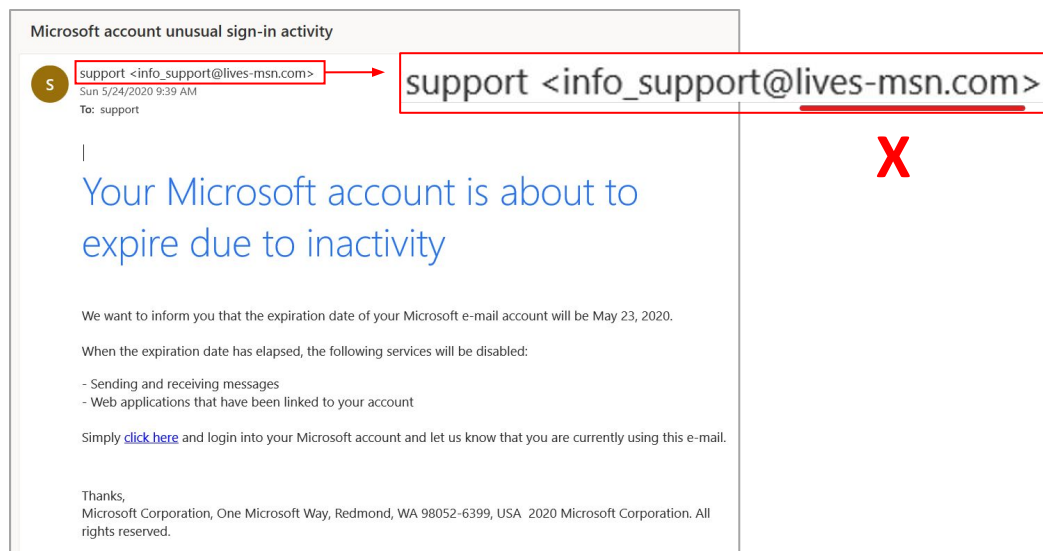 Microsoft account unusual sign-in activity
S
support <info_support@lives-msn.com>
Sun 5/24/2020 9:39 AM
To: support
support <info_support@lives-msn.com>
X
Your Microsoft account is about to
expire due to inactivity
We want to inform you that the expiration date of your Microsoft e-mail account will be May 23, 2020.
When the expiration date has elapsed, the following services will be disabled:
- Sending and receiving messages
- Web applications that have been linked to your account
Simply click here and login into your Microsoft account and let us know that you are currently using this e-mail.
Thanks,
Microsoft Corporation, One Microsoft Way, Redmond, WA 98052-6399, USA 2020 Microsoft Corporation. All
rights reserved.